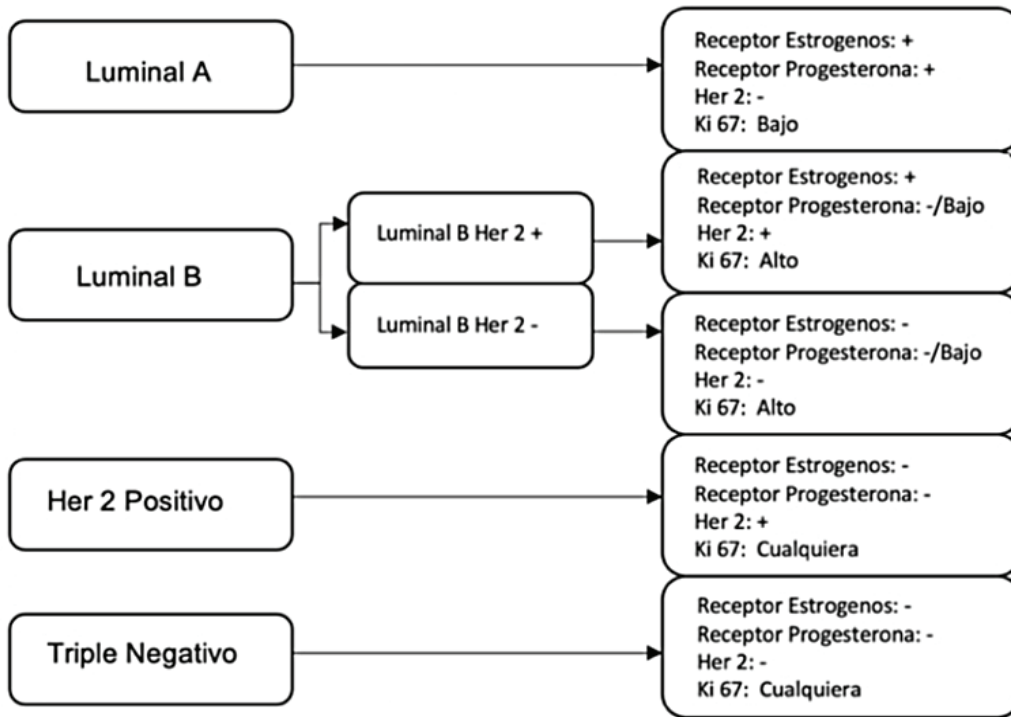 Luminal A
Receptor Estrogenos: +
Receptor Progesterona: +
Her 2: -
Ki 67: Bajo
Luminal B
Luminal B Her 2 +
Receptor Estrogenos: +
Receptor Progesterona: -/Bajo
Her 2: +
Ki 67: Alto
Luminal B Her 2 -
Receptor Estrogenos: -
Receptor Progesterona: -/Bajo
Her 2: -
Ki 67: Alto
Her 2 Positivo
Receptor Estrogenos: -
Receptor Progesterona: -
Her 2: +
Ki 67: Cualquiera
Triple Negativo
Receptor Estrogenos: -
Receptor Progesterona: -
Her 2: -
Ki 67: Cualquiera